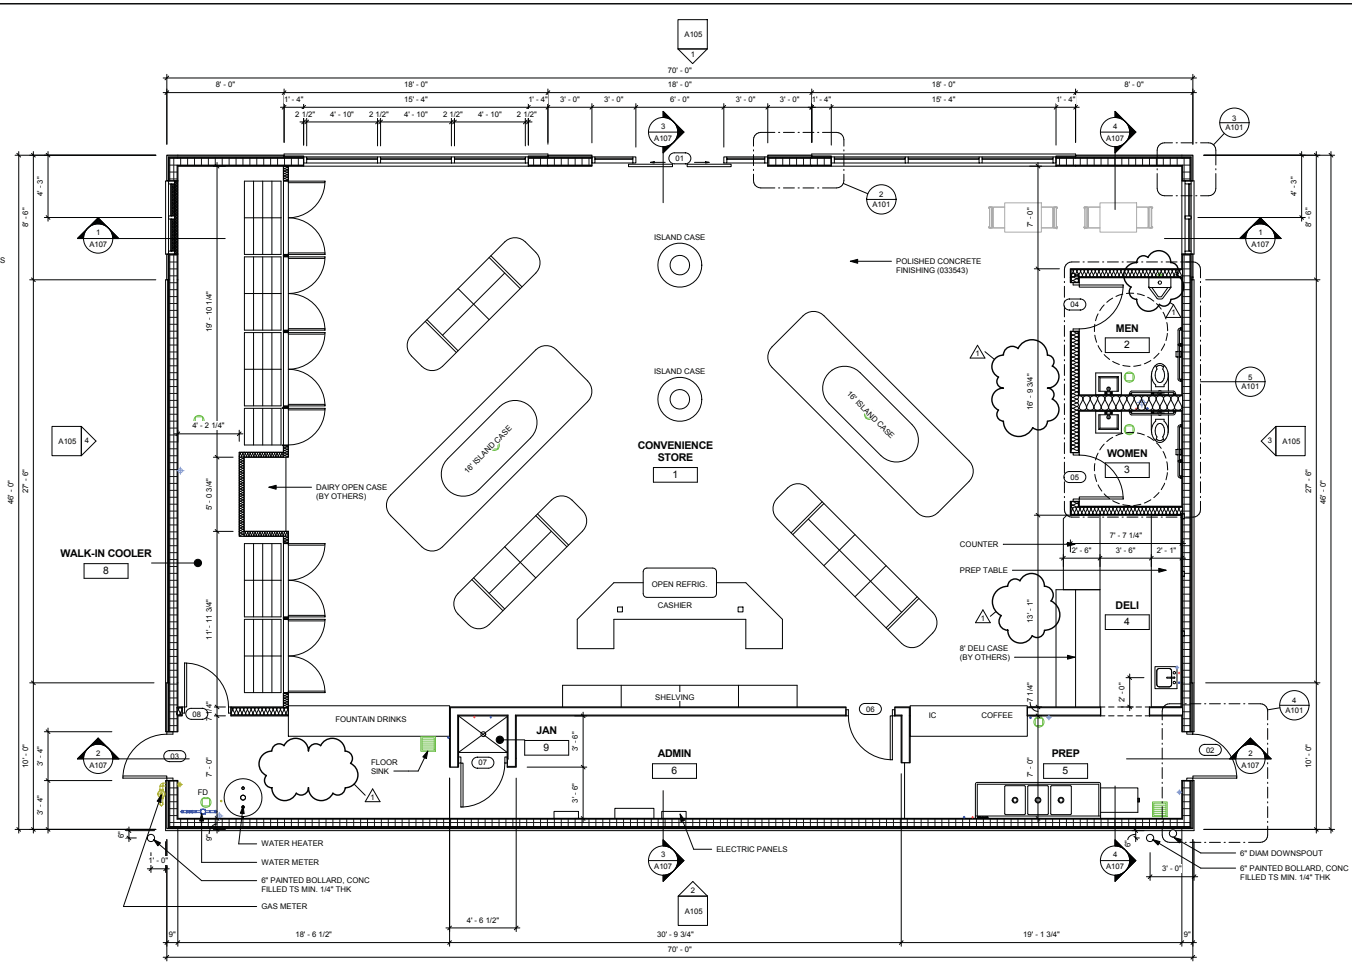 A105
1
70' - 0"
8' - 0"
18' - 0"
18' - 0"
18' - 0"
8' - 0"
1' - 4"
15' - 4"
1' - 4"
3' - 0"
3' - 0"
6' - 0"
3' - 0"
3' - 0"
1' - 4"
15' - 4"
1' - 4"
2 1/2"
4' - 10"
2 1/2"
4' - 10"
2 1/2"
4' - 10"
2 1/2"
3
A107
4
A107
3
A101
01
2
A101
4' - 3"
8' - 6"
4' - 3"
8' - 6"
7' - 0"
1
A107
1
A107
S
ISLAND CASE
POLISHED CONCRETE
FINISHING (033543)
04
1
MEN
2
19' - 10 1/4"
1
ISLAND CASE
16' - 9 3/4"
5
A101
4' - 2 1/4"
16' ISLAND CASE
16' ISLAND CASE
A105
4
3
A105
CONVENIENCE
STORE
1
WOMEN
3
05
46' - 0"
27' - 6"
5' - 0 3/4"
DAIRY OPEN CASE
(BY OTHERS)
27' - 6"
46' - 0"
7' - 7 1/4"
COUNTER
2' - 6"
3' - 6"
2' - 1"
WALK-IN COOLER
8
PREP TABLE
OPEN REFRIG.
CASHIER
11' - 11 3/4"
1
13' - 1"
DELI
4
8' DELI CASE
(BY OTHERS)
2' - 0"
SHELVING
7 1/4"
7 1/4"
08
FOUNTAIN DRINKS
06
IC
COFFEE
4
A101
JAN
9
3' - 6"
ADMIN
6
PREP
5
02
03
2
A107
2
A107
10' - 0"
3' - 4"
3' - 4"
10' - 0"
7' - 0"
FLOOR
SINK
07
7' - 0"
1
3' - 6"
FD
6"
9"
1' - 0"
WATER HEATER
WATER METER
6" PAINTED BOLLARD, CONC
FILLED TS MIN. 1/4" THK
GAS METER
ELECTRIC PANELS
3
A107
4
A107
6"
6" DIAM DOWNSPOUT
3' - 0"
6" PAINTED BOLLARD, CONC
FILLED TS MIN. 1/4" THK
2
A105
4' - 6 1/2"
9"
18' - 6 1/2"
30' - 9 3/4"
19' - 1 3/4"
9"
70' - 0"